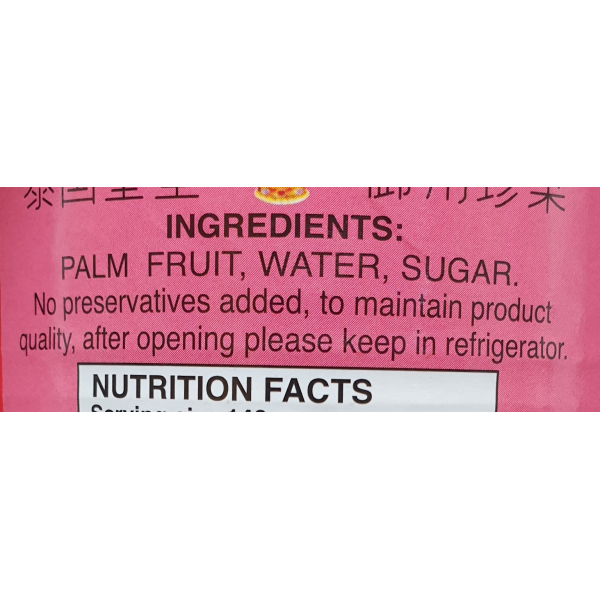 INGREDIENTS:
PALM FRUIT, WATER, SUGAR.
No preservatives added, to maintain product
quality, after opening please keep in refrigerator.
NUTRITION FACTS